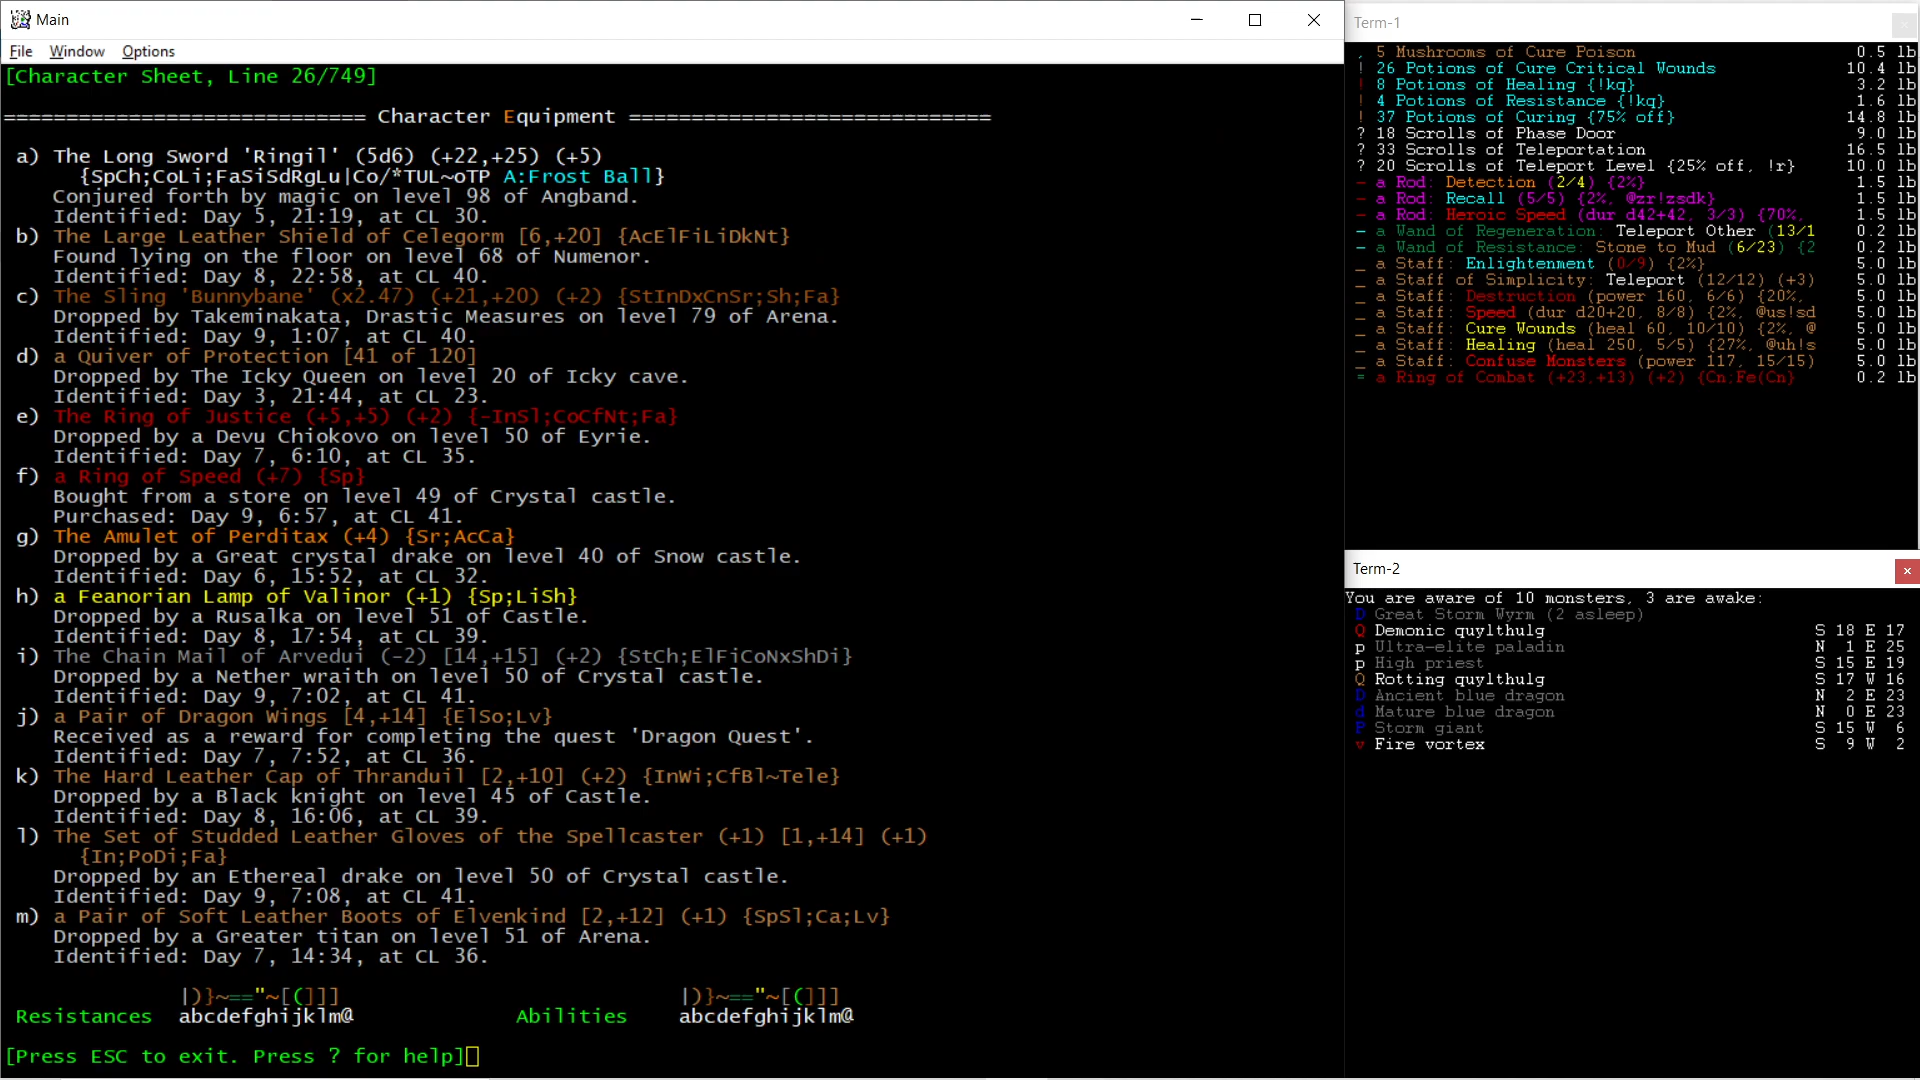 Main
File Window Options
[Character Sheet, Line 26/749]
============================= Character Equipment =============================
a) The Long Sword 'Ringil' (5d6) (+22,+25) (+5)
{SpCh;CoLi;FaSiSdRgLu|Co/*TUL~oTP A:Frost Ball}
Conjured forth by magic on level 98 of Angband.
Identified: Day 5, 21:19, at CL 30.
b) The Large Leather Shield of Celegorm [6,+20] {AcElFiLiDkNt}
Found lying on the floor on level 68 of Numenor.
Identified: Day 8, 22:58, at CL 40.
c) The Sling 'Bunnybane' (x2.47) (+21,+20) (+2) {StInDxCnSr;Sh;Fa}
Dropped by Takeminakata, Drastic Measures on level 79 of Arena.
Identified: Day 9, 1:07, at CL 40.
d) a Quiver of Protection [41 of 120]
Dropped by The Icky Queen on level 20 of Icky cave.
Identified: Day 3, 21:44, at CL 23.
e) The Ring of Justice (+5,+5) (+2) {-InSl;CoCfNt;Fa}
Dropped by a Devu Chiokovo on level 50 of Eyrie.
Identified: Day 7, 6:10, at CL 35.
f) a Ring of Speed (+7) {Sp}
Bought from a store on level 49 of Crystal castle.
Purchased: Day 9, 6:57, at CL 41.
g) The Amulet of Perditax (+4) {Sr;AcCa}
Dropped by a Great crystal drake on level 40 of Snow castle.
Identified: Day 6, 15:52, at CL 32.
h) a Feanorian Lamp of Valinor (+1) {Sp;LiSh}
Dropped by a Rusalka on level 51 of Castle.
Identified: Day 8, 17:54, at CL 39.
i) The Chain Mail of Arvedui (-2) [14,+15] (+2) {StCh;ElFiCoNxShDi}
Dropped by a Nether wraith on level 50 of Crystal castle.
Identified: Day 9, 7:02, at CL 41.
j) a Pair of Dragon Wings [4,+14] {ElSo;Lv}
Received as a reward for completing the quest 'Dragon Quest'.
Identified: Day 7, 7:52, at CL 36.
k) The Hard Leather Cap of Thranduil [2,+10] (+2) {InWi;CfBl~Tele}
Dropped by a Black knight on level 45 of Castle.
Identified: Day 8, 16:06, at CL 39.
l) The Set of Studded Leather Gloves of the Spellcaster (+1) [1,+14] (+1)
{In;PoDi;Fa}
Dropped by an Ethereal drake on level 50 of Crystal castle.
Identified: Day 9, 7:08, at CL 41.
m) a Pair of Soft Leather Boots of Elvenkind [2,+12] (+1) {SpSl;Ca;Lv}
Dropped by a Greater titan on level 51 of Arena.
Identified: Day 7, 14:34, at CL 36.
|)}~=="~[(]]] |)}~=="~[(]]]
Resistances abcdefghijklm@ Abilities abcdefghijklm@
[Press ESC to exit. Press ? for help]
Term-1
, 5 Mushrooms of Cure Poison 0.5 lb
! 26 Potions of Cure Critical Wounds 10.4 lb
! 8 Potions of Healing {!kq} 3.2 lb
! 4 Potions of Resistance {!kq} 1.6 lb
! 37 Potions of Curing {75% off} 14.8 lb
? 18 Scrolls of Phase Door 9.0 lb
? 33 Scrolls of Teleportation 16.5 lb
? 20 Scrolls of Teleport Level {25% off, !r} 10.0 lb
- a Rod: Detection (2/4) {2%} 1.5 lb
- a Rod: Recall (5/5) {2%, @zr!zsdk} 1.5 lb
- a Rod: Heroic Speed (dur d42+42, 3/3) {70%, 1.5 lb
- a Wand of Regeneration: Teleport Other (13/1 0.2 lb
- a Wand of Resistance: Stone to Mud (6/23) {2 0.2 lb
_ a Staff: Enlightenment (0/9) {2%} 5.0 lb
_ a Staff of Simplicity: Teleport (12/12) (+3) 5.0 lb
_ a Staff: Destruction (power 160, 6/6) {20%, 5.0 lb
_ a Staff: Speed (dur d20+20, 8/8) {2%, @us!sd 5.0 lb
_ a Staff: Cure Wounds (heal 60, 10/10) {2%, @ 5.0 lb
_ a Staff: Healing (heal 250, 5/5) {27%, @uh!s 5.0 lb
_ a Staff: Confuse Monsters (power 117, 15/15) 5.0 lb
= a Ring of Combat (+23,+13) (+2) {Cn;Fe(Cn} 0.2 lb
Term-2
You are aware of 10 monsters, 3 are awake:
D Great Storm Wyrm (2 asleep)
Q Demonic quylthulg S 18 E 17
p Ultra-elite paladin N 1 E 25
p High priest S 15 E 19
Q Rotting quylthulg S 17 W 16
D Ancient blue dragon N 2 E 23
d Mature blue dragon N 0 E 23
P Storm giant S 15 W 6
v Fire vortex S 9 W 2